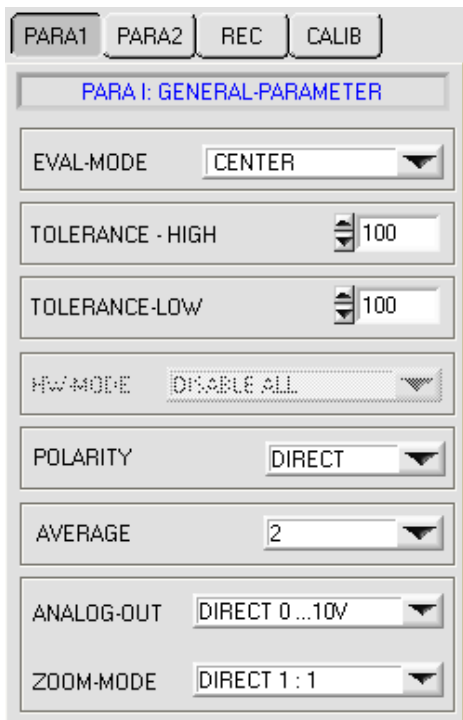 PARA1 PARA2 REC CALIB
PARA I: GENERAL-PARAMETER
EVAL-MODE CENTER
TOLERANCE - HIGH 100
TOLERANCE-LOW 100
HW-MODE DISABLE ALL
POLARITY DIRECT
AVERAGE 2
ANALOG-OUT DIRECT 0 ...10V
ZOOM-MODE DIRECT 1 : 1